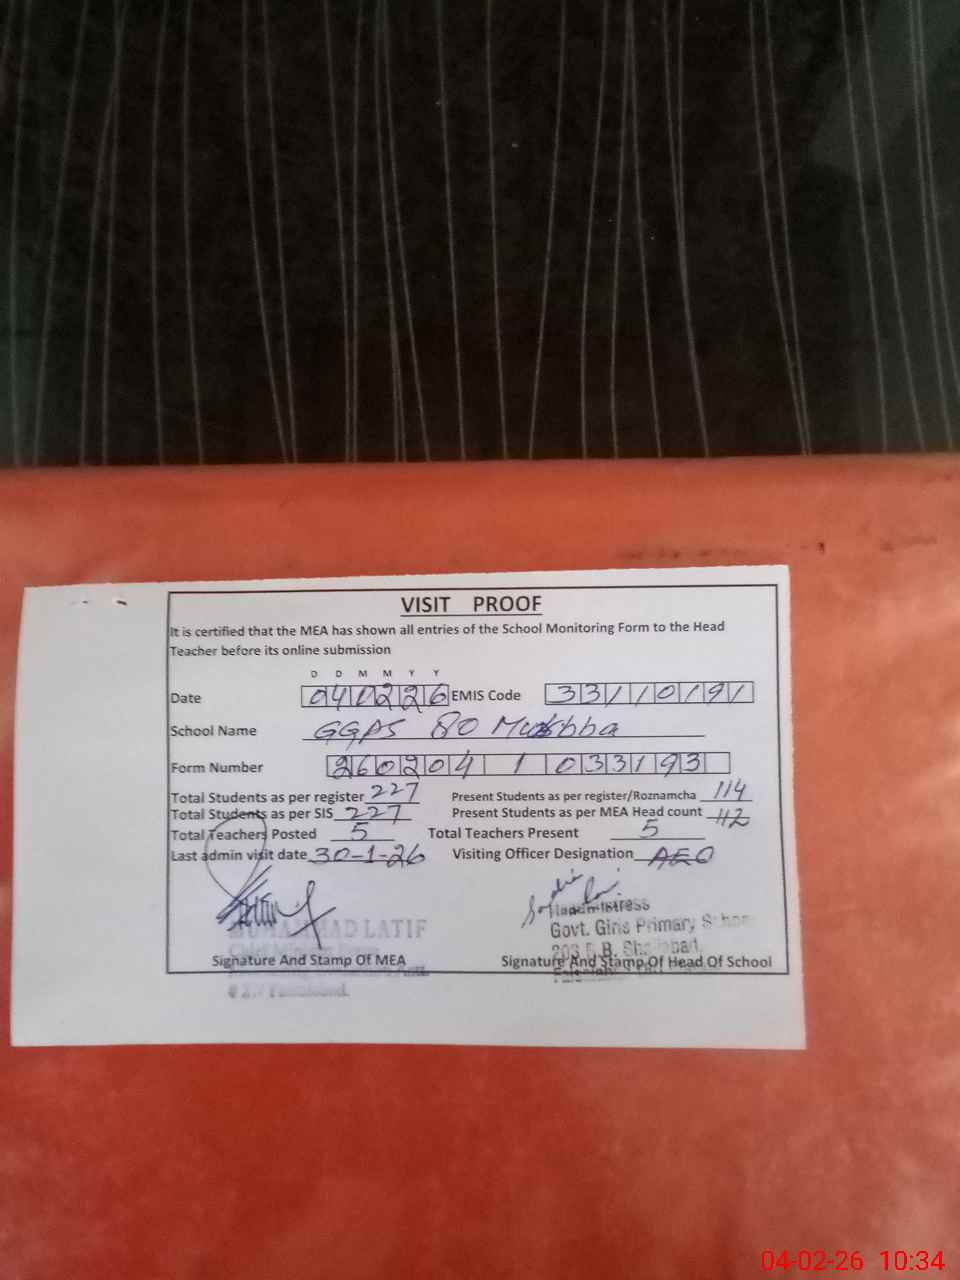 VISIT PROOF
It is certified that the MEA has shown all entries of the School Monitoring Form to the Head
Teacher before its online submission
D D M M Y Y
Date 040226 EMIS Code 33110191
School Name GGPS 80 Murabba
Form Number 260204 1 033193
Total Students as per register 227 Present Students as per register/Roznamcha 114
Total Students as per SIS 227 Present Students as per MEA Head count 112
Total Teachers Posted 5 Total Teachers Present 5
Last admin visit date 30-1-26 Visiting Officer Designation AEO
MUHAMMAD LATIF Headmistress
Govt. Girls Primary School
Signature And Stamp Of MEA Signature And Stamp Of Head Of School
04-02-26 10:34